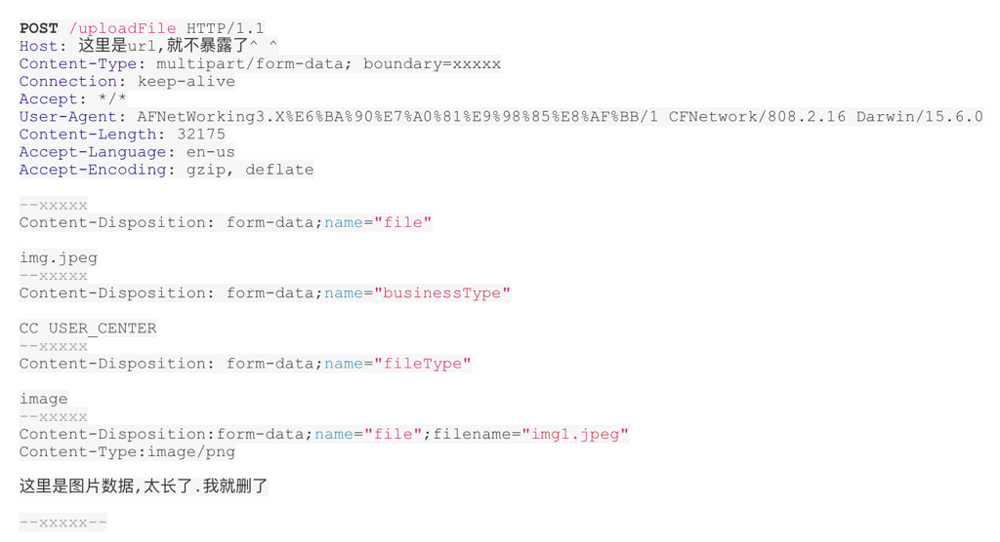 POST /uploadFile HTTP/1.1
Host: 这里是url,就不暴露了^ ^
Content-Type: multipart/form-data; boundary=xxxxx
Connection: keep-alive
Accept: */*
User-Agent: AFNetWorking3.X%E6%BA%90%E7%A0%81%E9%98%85%E8%AF%BB/1 CFNetwork/808.2.16 Darwin/15.6.0
Content-Length: 32175
Accept-Language: en-us
Accept-Encoding: gzip, deflate
--xxxxx
Content-Disposition: form-data;name="file"
img.jpeg
--xxxxx
Content-Disposition: form-data;name="businessType"
CC USER_CENTER
--xxxxx
Content-Disposition: form-data;name="fileType"
image
--xxxxx
Content-Disposition:form-data;name="file";filename="img1.jpeg"
Content-Type:image/png
这里是图片数据,太长了.我就删了
--xxxxx--